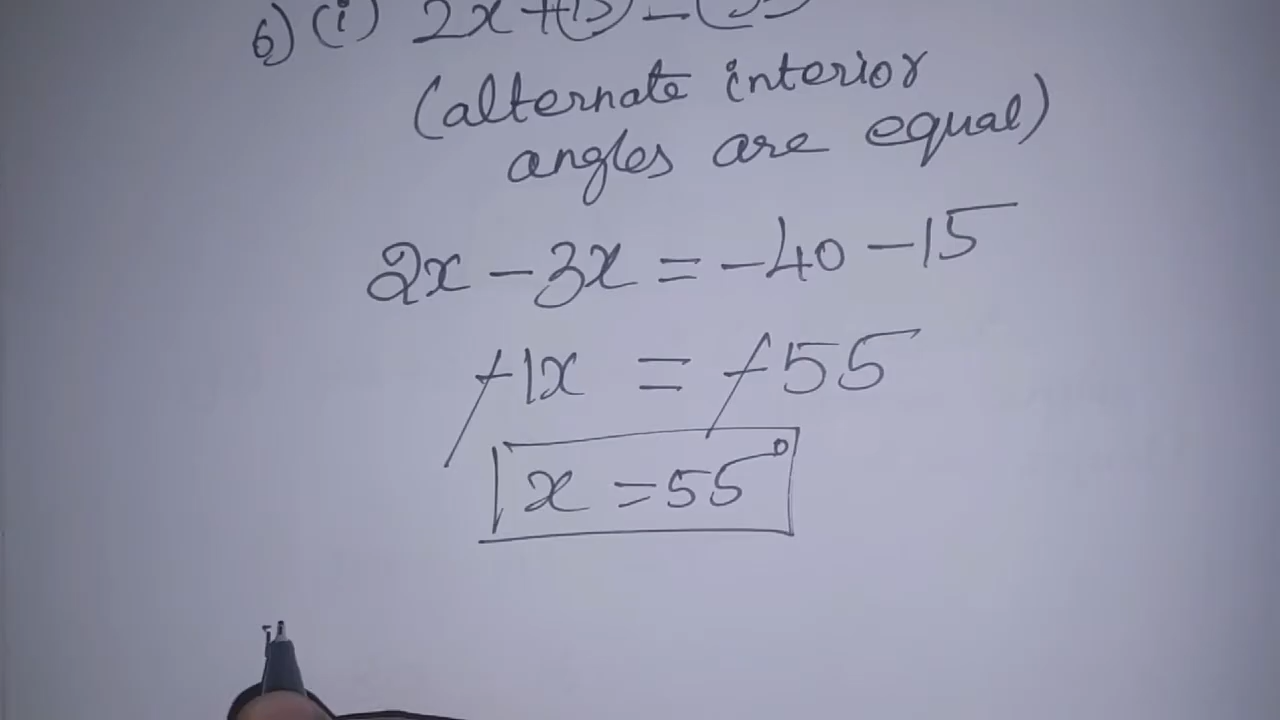 6) (i) 2x + 15 =
(alternate interior
angles are equal)
2x - 3x = -40 -15
-1x = -55
x = 55°